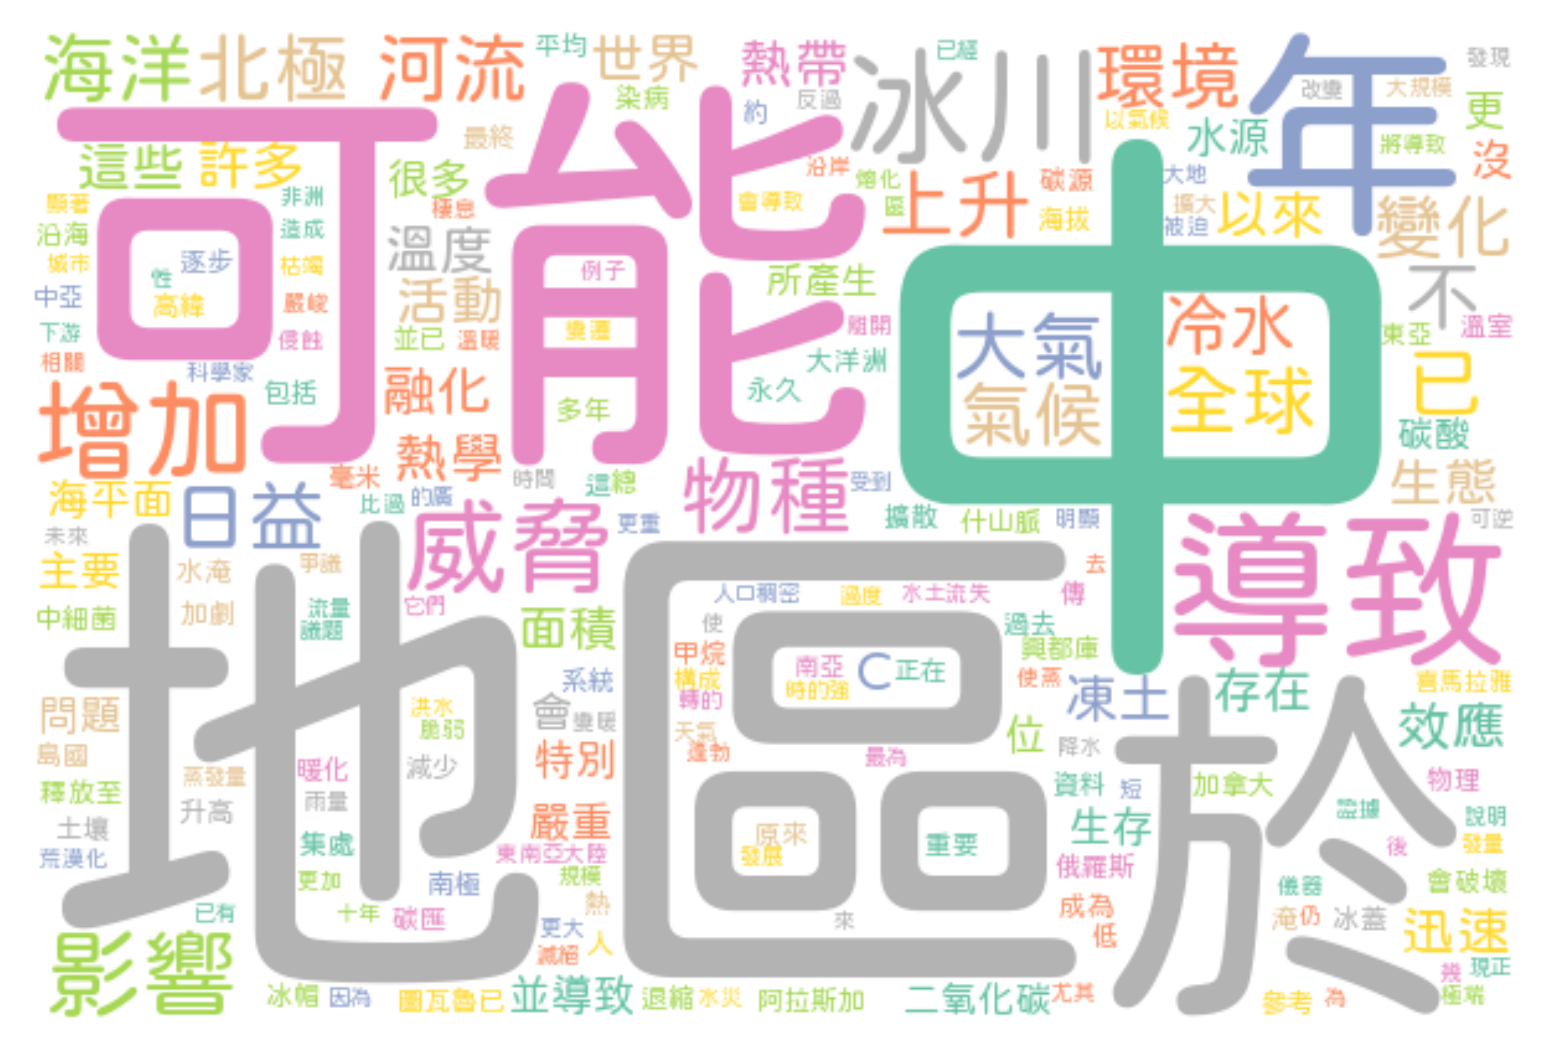 海洋
北極
河流
平均
世界
熱帶
已經
冰川
環境
年
發現
染病
反過
約
以氣候
改變
大規模
更
最終
水源
將導致
沒
可能
這些
許多
很多
沿岸
熔化
區
上升
碳源
大地
中
顯著
非洲
棲息
會導致
海拔
擴大
被迫
以來
變化
沿海
造成
溫度
城市
逐步
性
枯竭
例子
所產生
不
中亞
高緯
嚴峻
活動
變遷
離開
大氣
冷水
東亞
溫室
下游
侵蝕
並已
溫暖
大洋洲
相關
科學家
包括
融化
永久
氣候
全球
已
增加
多年
碳酸
熱學
毫米
時間
這總
物種
受到
生態
海平面
日益
比過
的廣
威脅
更重
擴散
什山脈
明顯
導致
可逆
未來
地區
主要
水淹
爭議
去
人口稠密
過度
水土流失
傳
中細菌
加劇
流量
議題
它們
面積
使
過去
甲烷
南亞
C
正在
興都庫
構成
時的強
使蒸
轉的
系統
凍土
存在
喜馬拉雅
問題
洪水
脆弱
會
變暖
天氣
蓬勃
位
於
效應
島國
蒸發量
暖化
減少
特別
最為
降水
釋放至
升高
雨量
資料
短
加拿大
物理
土壤
嚴重
原來
發展
重要
生存
證據
說明
荒漠化
集處
東南亞大陸
俄羅斯
後
發量
更加
南極
規模
儀器
會破壞
已有
十年
碳匯
熱
來
成為
淹
仍
冰蓋
迅速
影響
更大
人
低
滅絕
幾
現正
冰帽
因為
圖瓦魯已
並導致
退縮
水災
阿拉斯加
二氧化碳
尤其
參考
為
極端